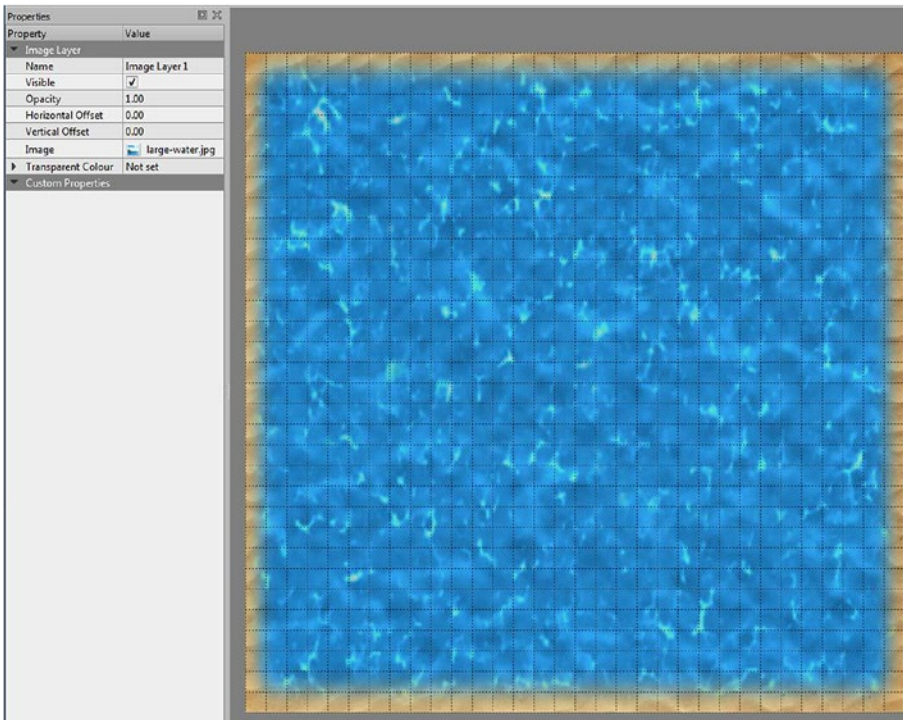 Properties
Property Value
Image Layer
Name Image Layer 1
Visible
Opacity 1.00
Horizontal Offset 0.00
Vertical Offset 0.00
Image large-water.jpg
Transparent Colour Not set
Custom Properties